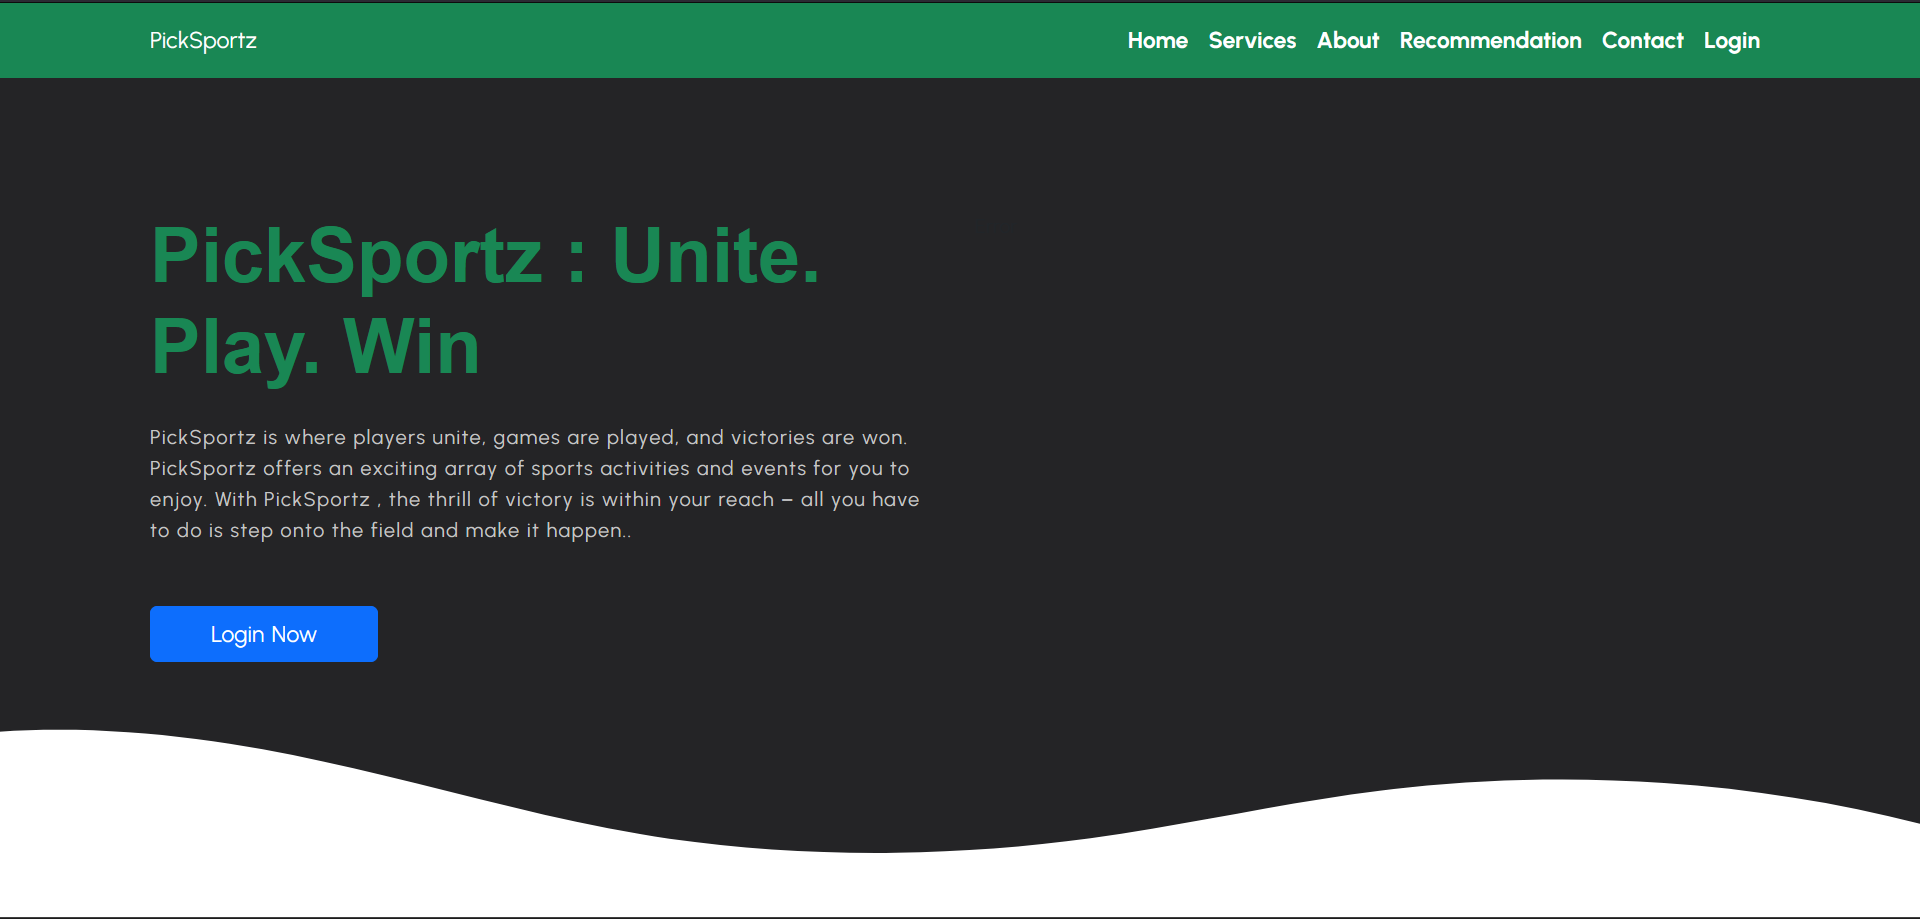 PickSportz
Home Services About Recommendation Contact Login
PickSportz : Unite.
Play. Win
PickSportz is where players unite, games are played, and victories are won.
PickSportz offers an exciting array of sports activities and events for you to
enjoy. With PickSportz , the thrill of victory is within your reach – all you have
to do is step onto the field and make it happen..
Login Now